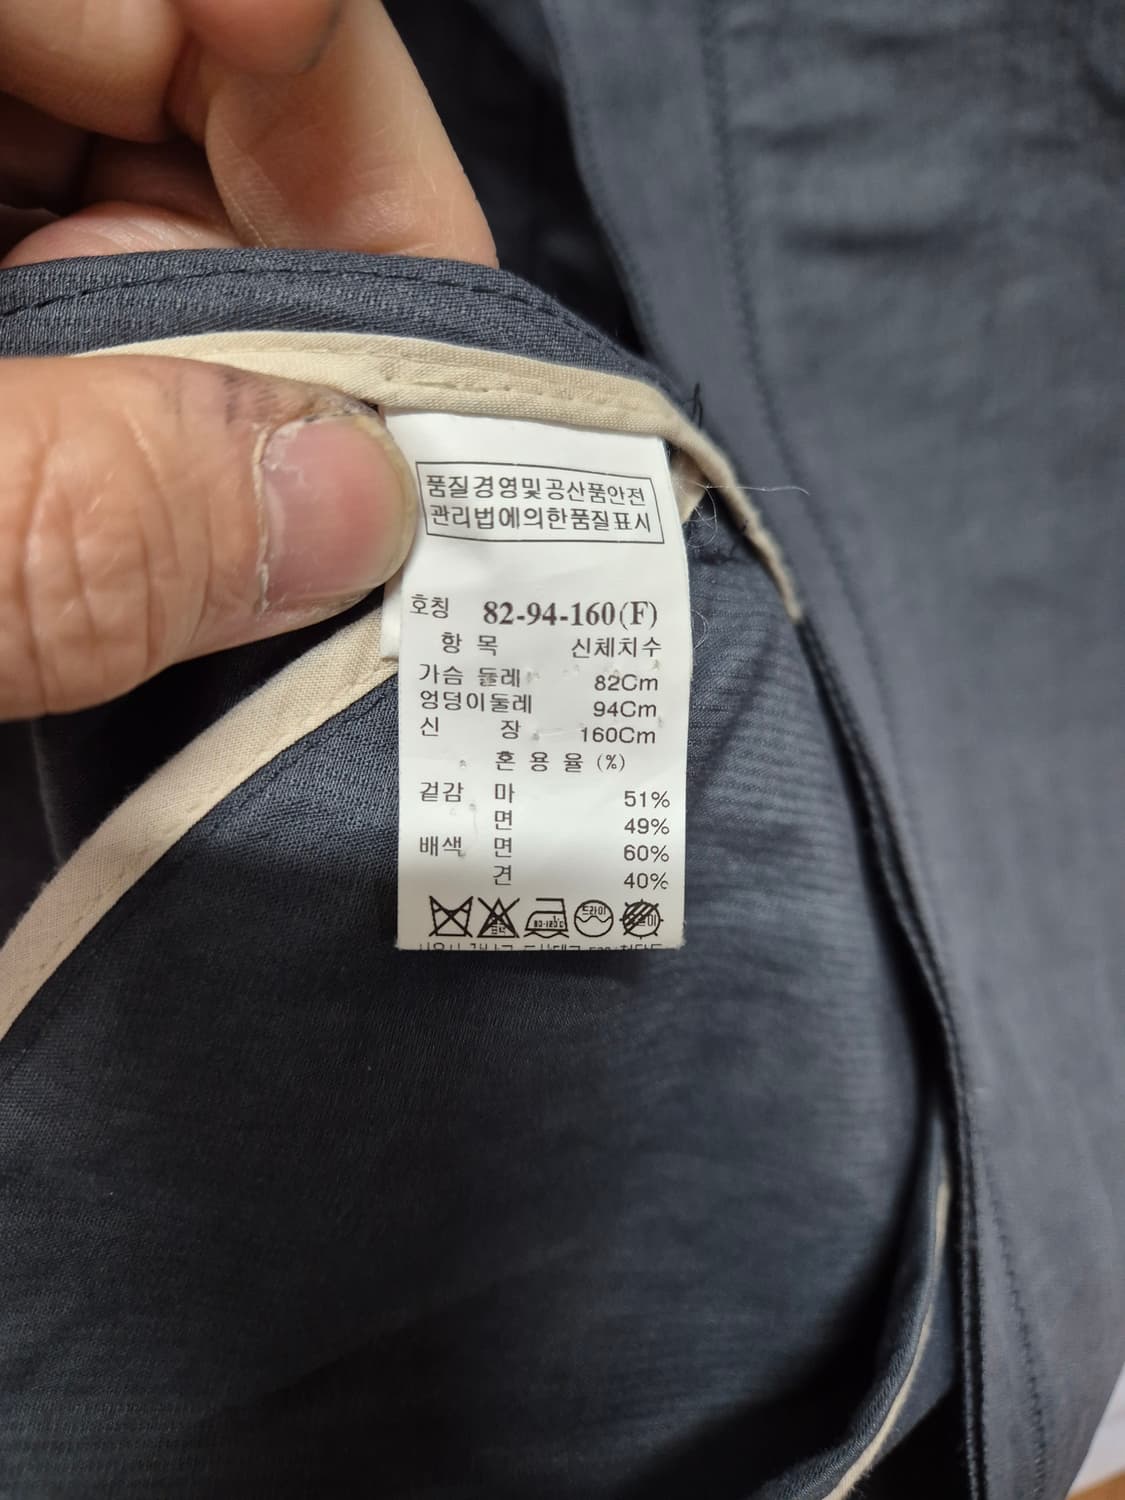 품질경영및공산품안전
관리법에의한품질표시
호칭 82-94-160(F)
항 목 신체치수
가슴 둘레 82Cm
엉덩이둘레 94Cm
신 장 160Cm
혼 용 율 (%)
겉감 마 51%
면 49%
배색 면 60%
견 40%
드라이